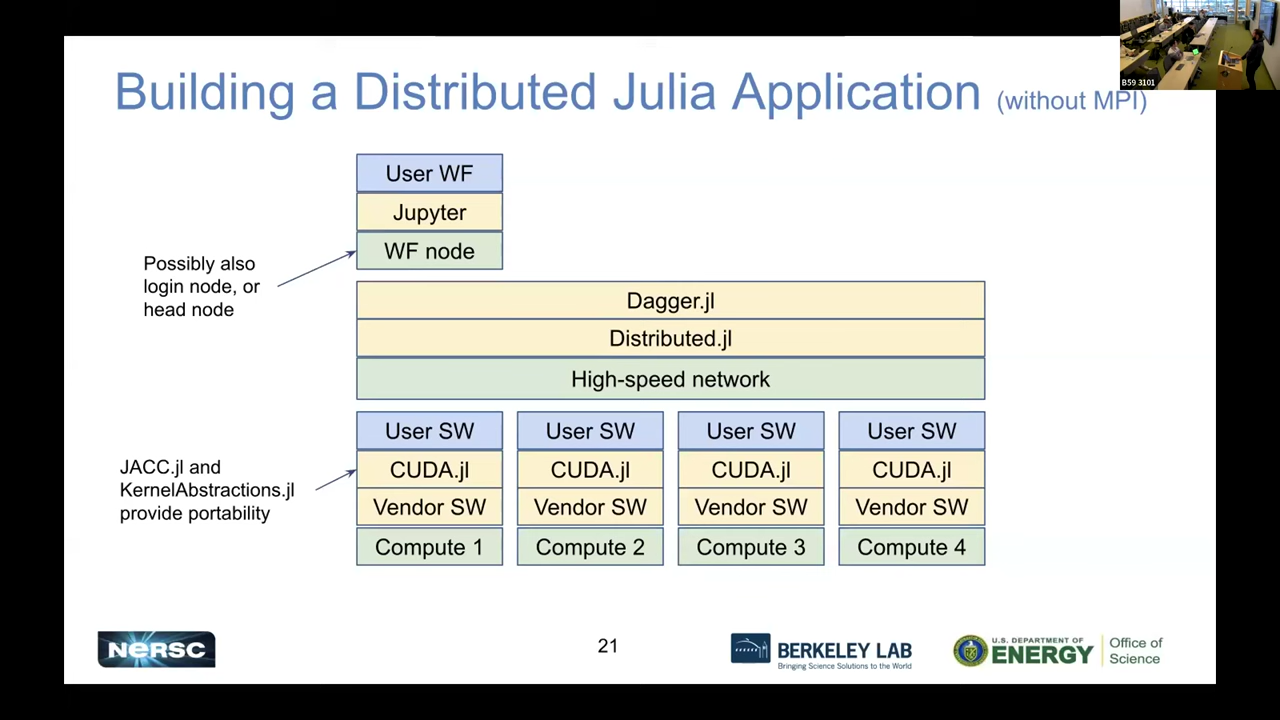 B59 3101
Building a Distributed Julia Application (without MPI)
User WF
Jupyter
WF node
Possibly also
login node, or
head node
Dagger.jl
Distributed.jl
High-speed network
JACC.jl and
KernelAbstractions.jl
provide portability
User SW User SW User SW User SW
CUDA.jl CUDA.jl CUDA.jl CUDA.jl
Vendor SW Vendor SW Vendor SW Vendor SW
Compute 1 Compute 2 Compute 3 Compute 4
NERSC
21
BERKELEY LAB
Bringing Science Solutions to the World
U.S. DEPARTMENT OF
ENERGY
Office of
Science